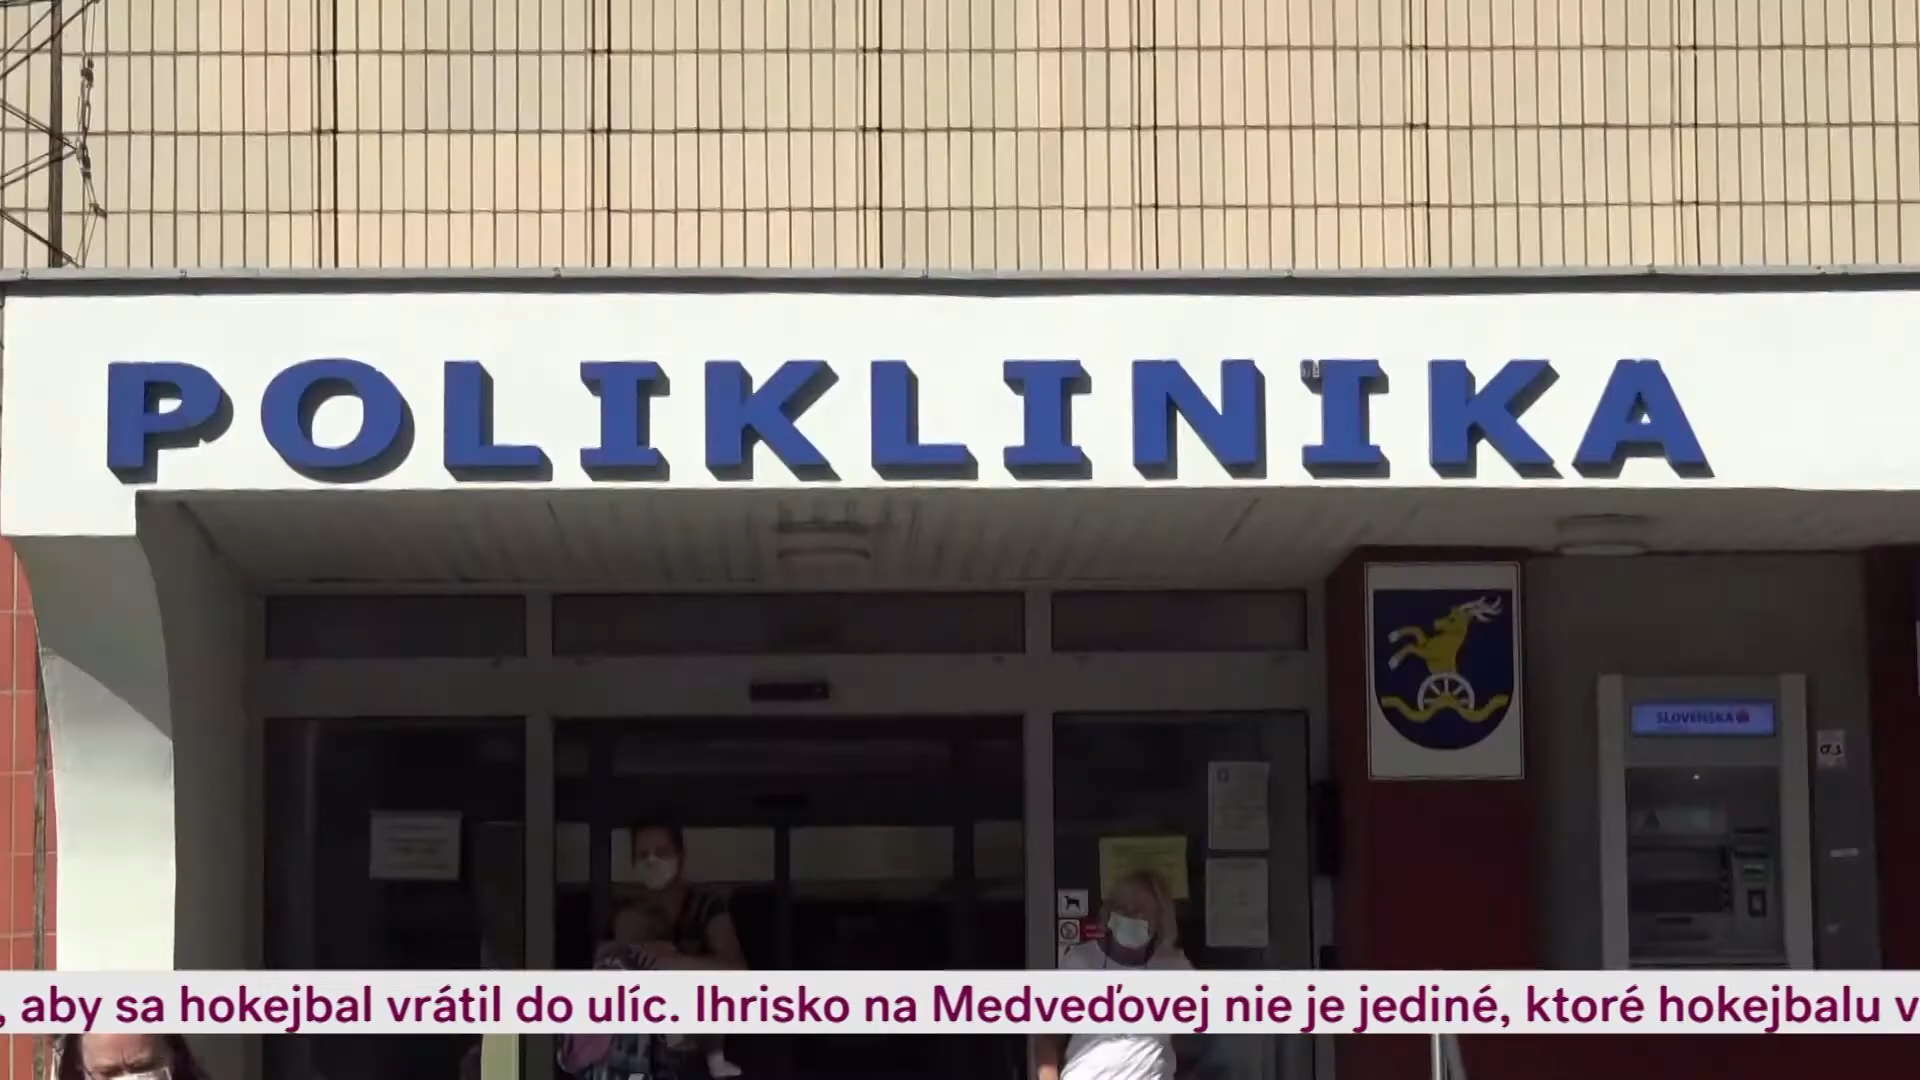 POLIKLINIKA
SLOVENSKÁ
, aby sa hokejbal vrátil do ulíc. Ihrisko na Medveďovej nie je jediné, ktoré hokejbalu v